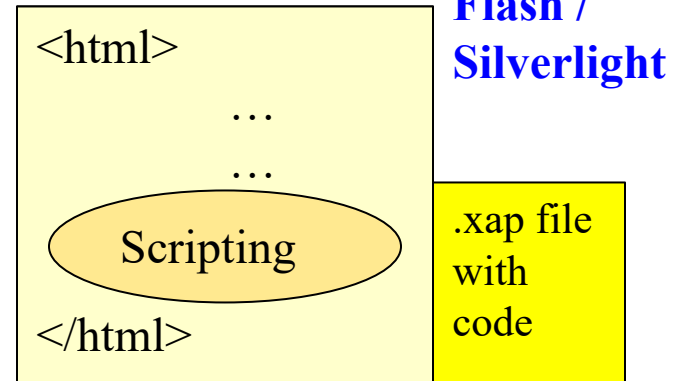 <html>
…
…
Scripting
</html>
Flash /
Silverlight
.xap file
with
code